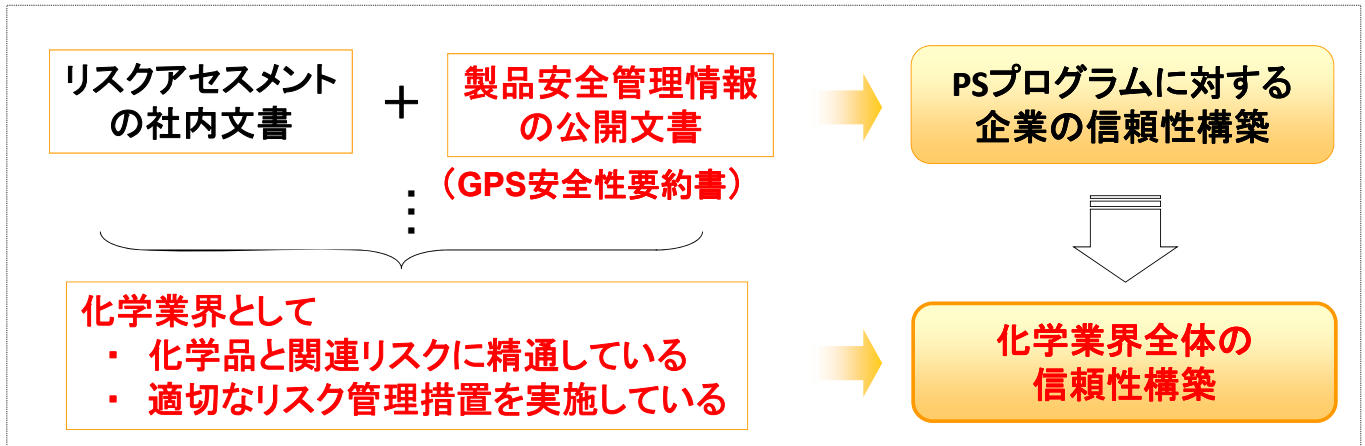 リスクアセスメント
の社内文書
＋
製品安全管理情報
の公開文書
（GPS安全性要約書）
PSプログラムに対する
企業の信頼性構築
化学業界として
・ 化学品と関連リスクに精通している
・ 適切なリスク管理措置を実施している
化学業界全体の
信頼性構築